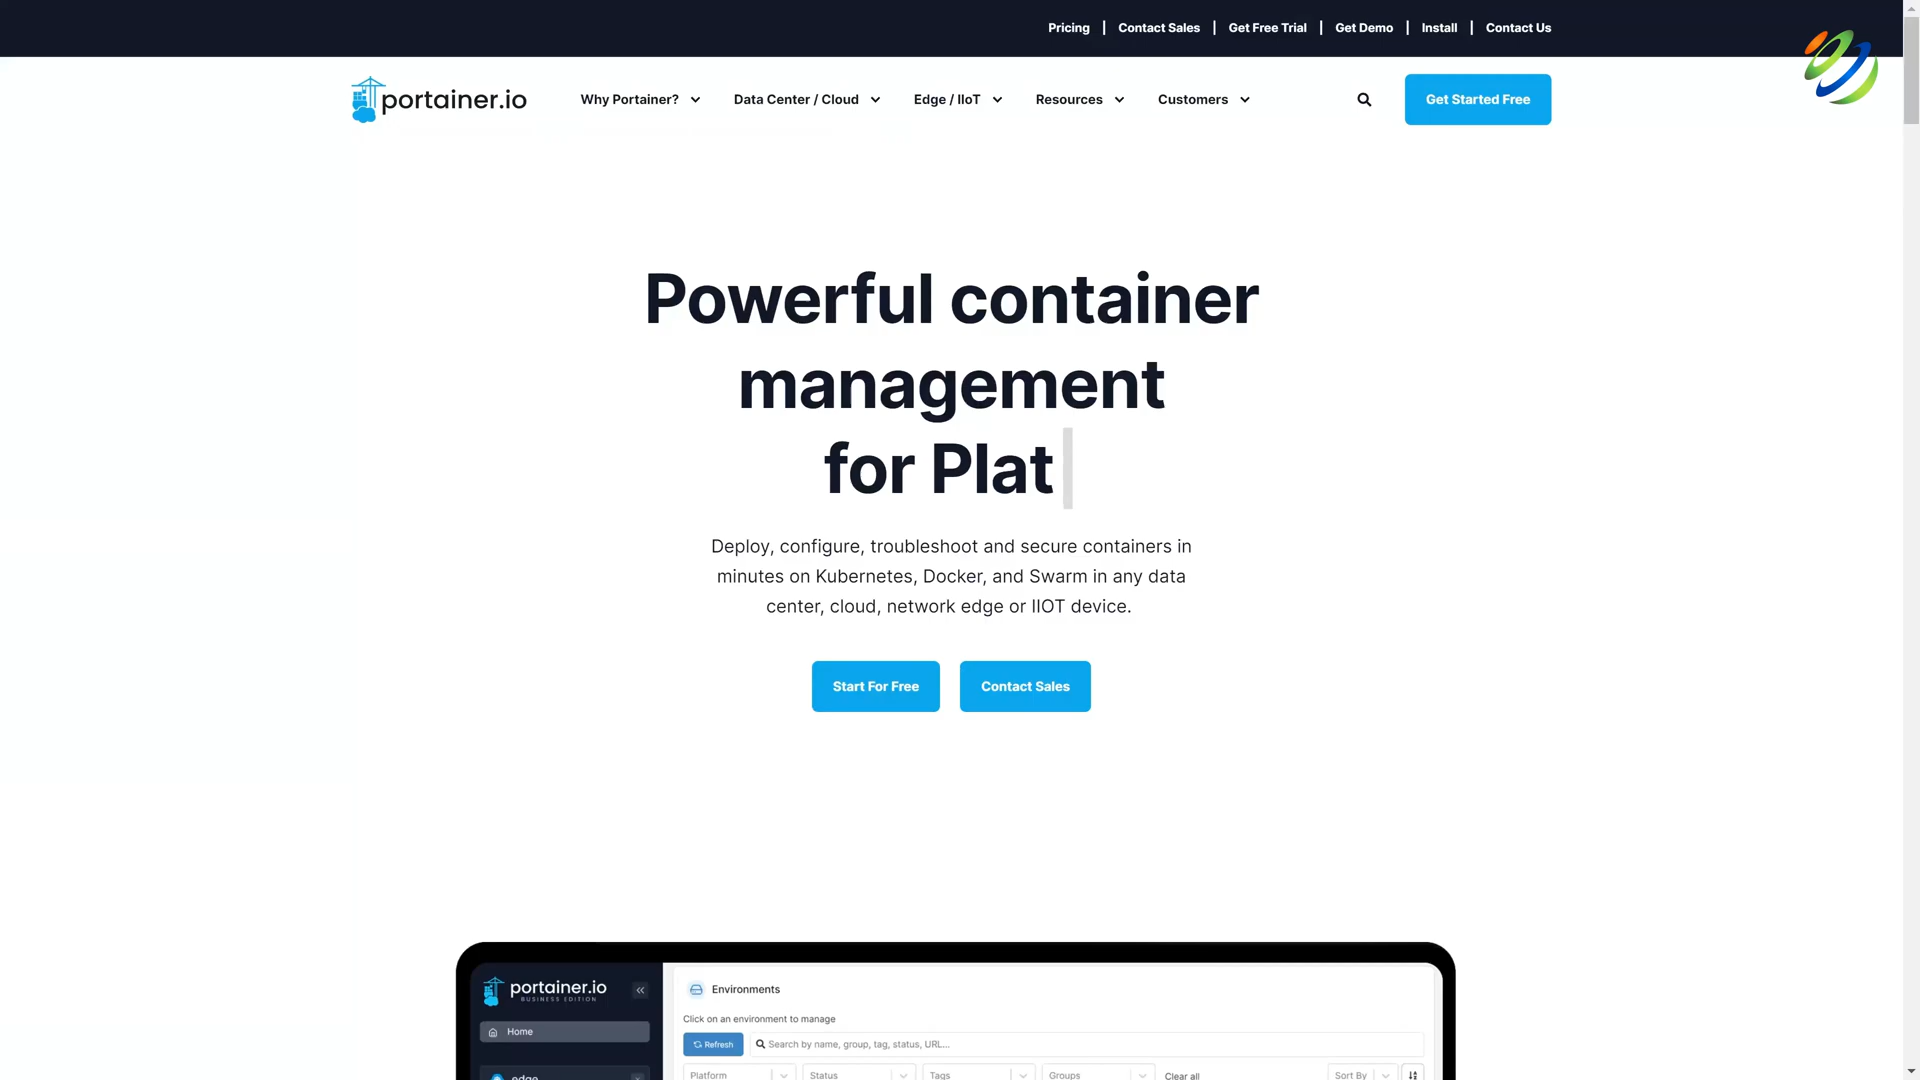 Pricing | Contact Sales | Get Free Trial | Get Demo | Install | Contact Us
portainer.io
Why Portainer?
Data Center / Cloud
Edge / IIoT
Resources
Customers
Get Started Free
Powerful container
management
for Plat
Deploy, configure, troubleshoot and secure containers in
minutes on Kubernetes, Docker, and Swarm in any data
center, cloud, network edge or IIOT device.
Start For Free
Contact Sales
portainer.io
BUSINESS EDITION
Home
edge
Environments
Click on an environment to manage
Refresh
Search by name, group, tag, status, URL...
Platform
Status
Tags
Groups
Clear all
Sort By